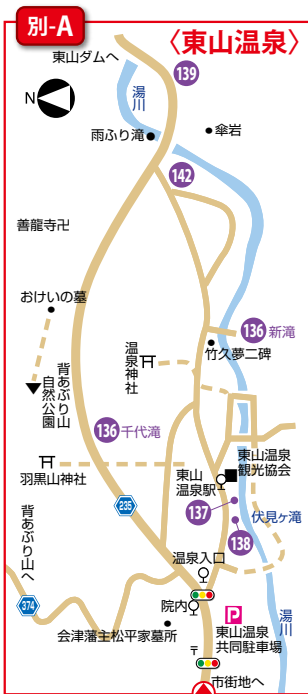 別-A
〈東山温泉〉
東山ダムへ
139
N
湯川
雨ふり滝
傘岩
142
善龍寺卍
おけいの墓
136 新滝
竹久夢二碑
温泉神社
背あぶり山
自然公園
136 千代滝
羽黒山神社
東山
温泉駅
東山温泉
観光協会
137
235
伏見ヶ滝
138
背あぶり山へ
温泉入口
374
院内
P
湯川
会津藩主松平家墓所
東山温泉
共同駐車場
〒
市街地へ